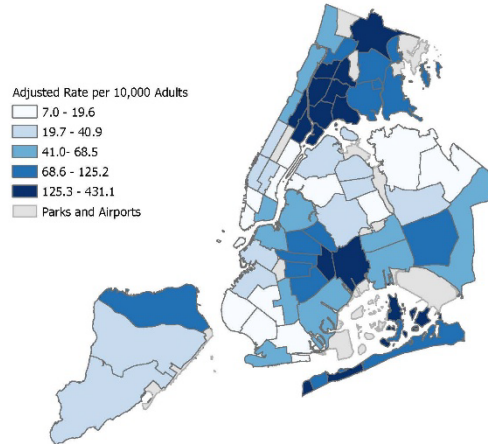 Adjusted Rate per 10,000 Adults
7.0 - 19.6
19.7 - 40.9
41.0- 68.5
68.6 - 125.2
125.3 - 431.1
Parks and Airports